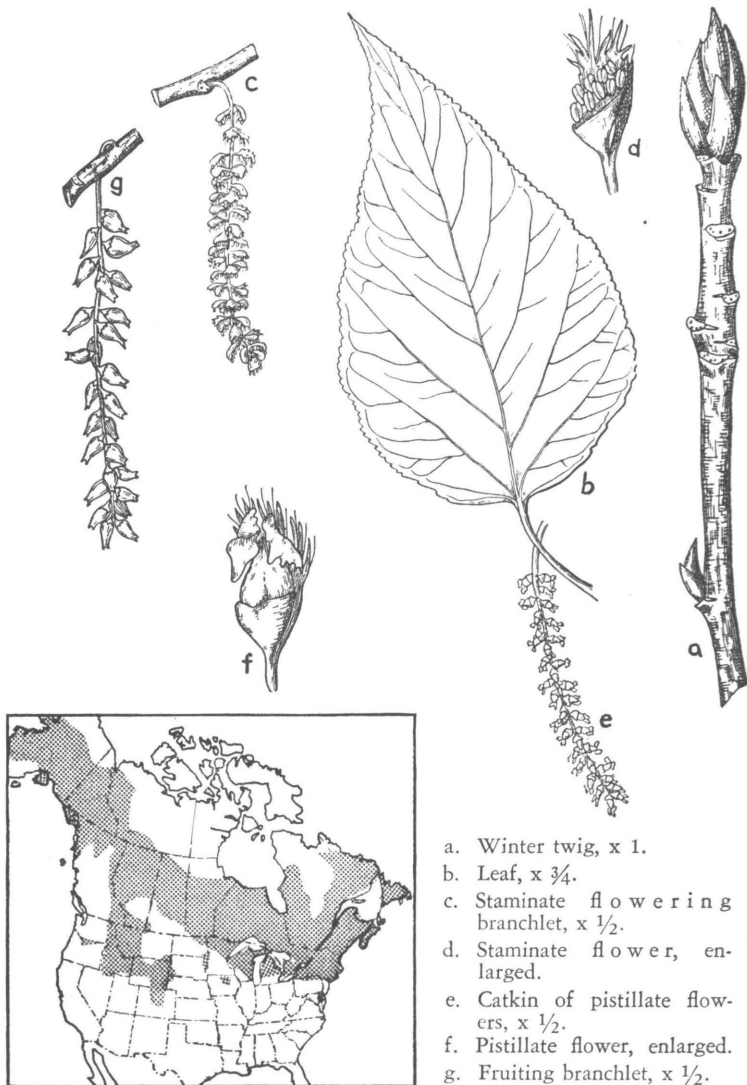 c
d
g
b
f
a
e
a. Winter twig, x 1.
b. Leaf, x ¾.
c. Staminate flowering
branchlet, x ½.
d. Staminate flower, en-
larged.
e. Catkin of pistillate flow-
ers, x ½.
f. Pistillate flower, enlarged.
g. Fruiting branchlet, x ½.